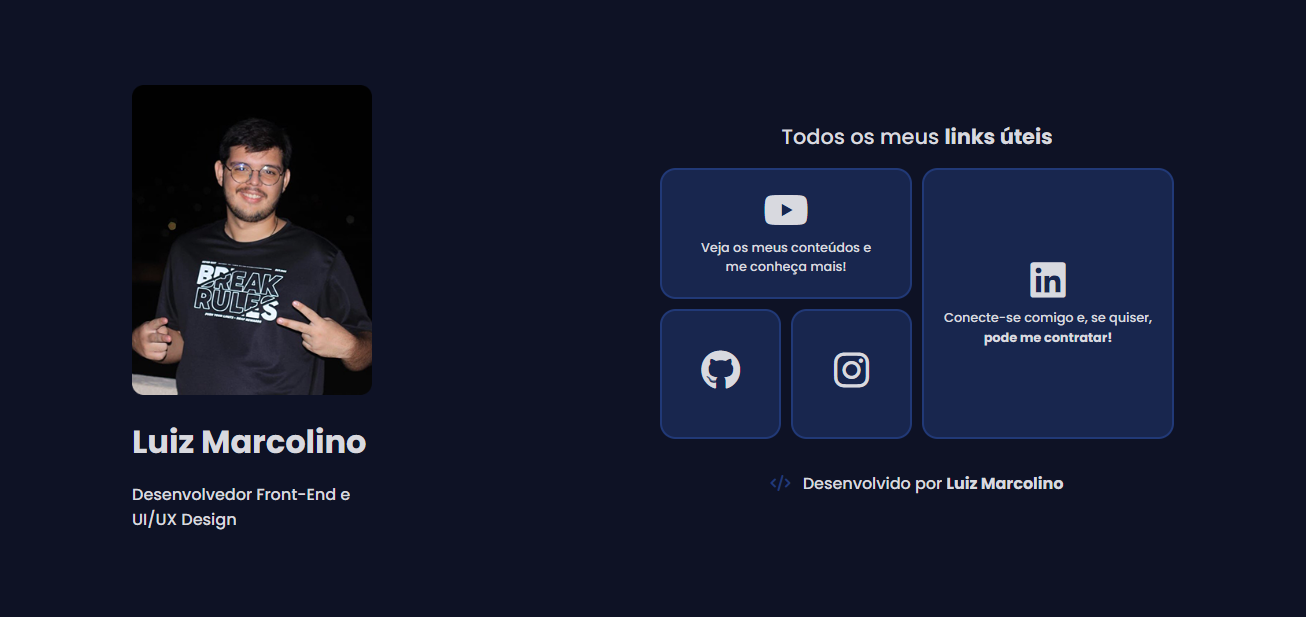 BREAK
RULES
Luiz Marcolino
Desenvolvedor Front-End e
UI/UX Design
Todos os meus links úteis
Veja os meus conteúdos e
me conheça mais!
Conecte-se comigo e, se quiser,
pode me contratar!
</> Desenvolvido por Luiz Marcolino